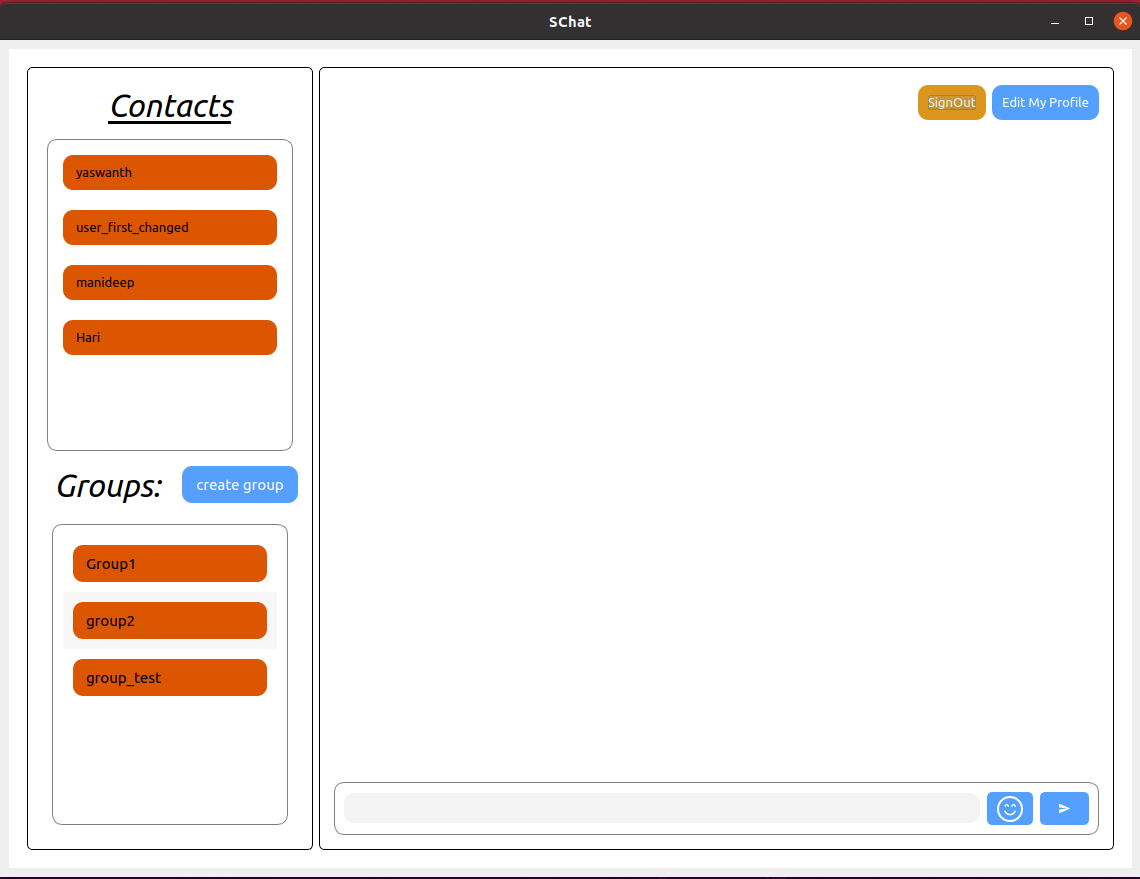 SChat
Contacts
yaswanth
user_first_changed
manideep
Hari
Groups:
create group
Group1
group2
group_test
SignOut
Edit My Profile